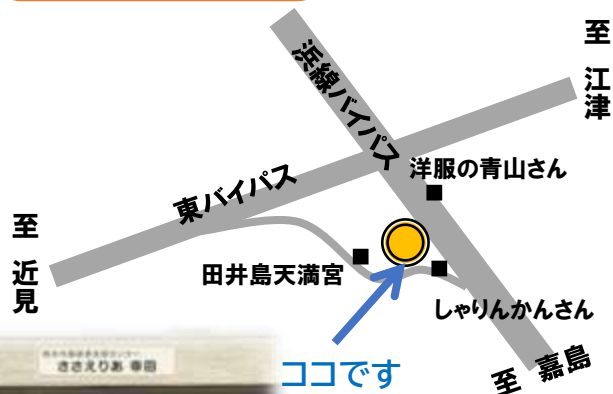 至 江津
浜線バイパス
洋服の青山さん
東バイパス
至 近見
田井島天満宮
しゃりんかんさん
ココです
至 嘉島
ささえりあ 幸田